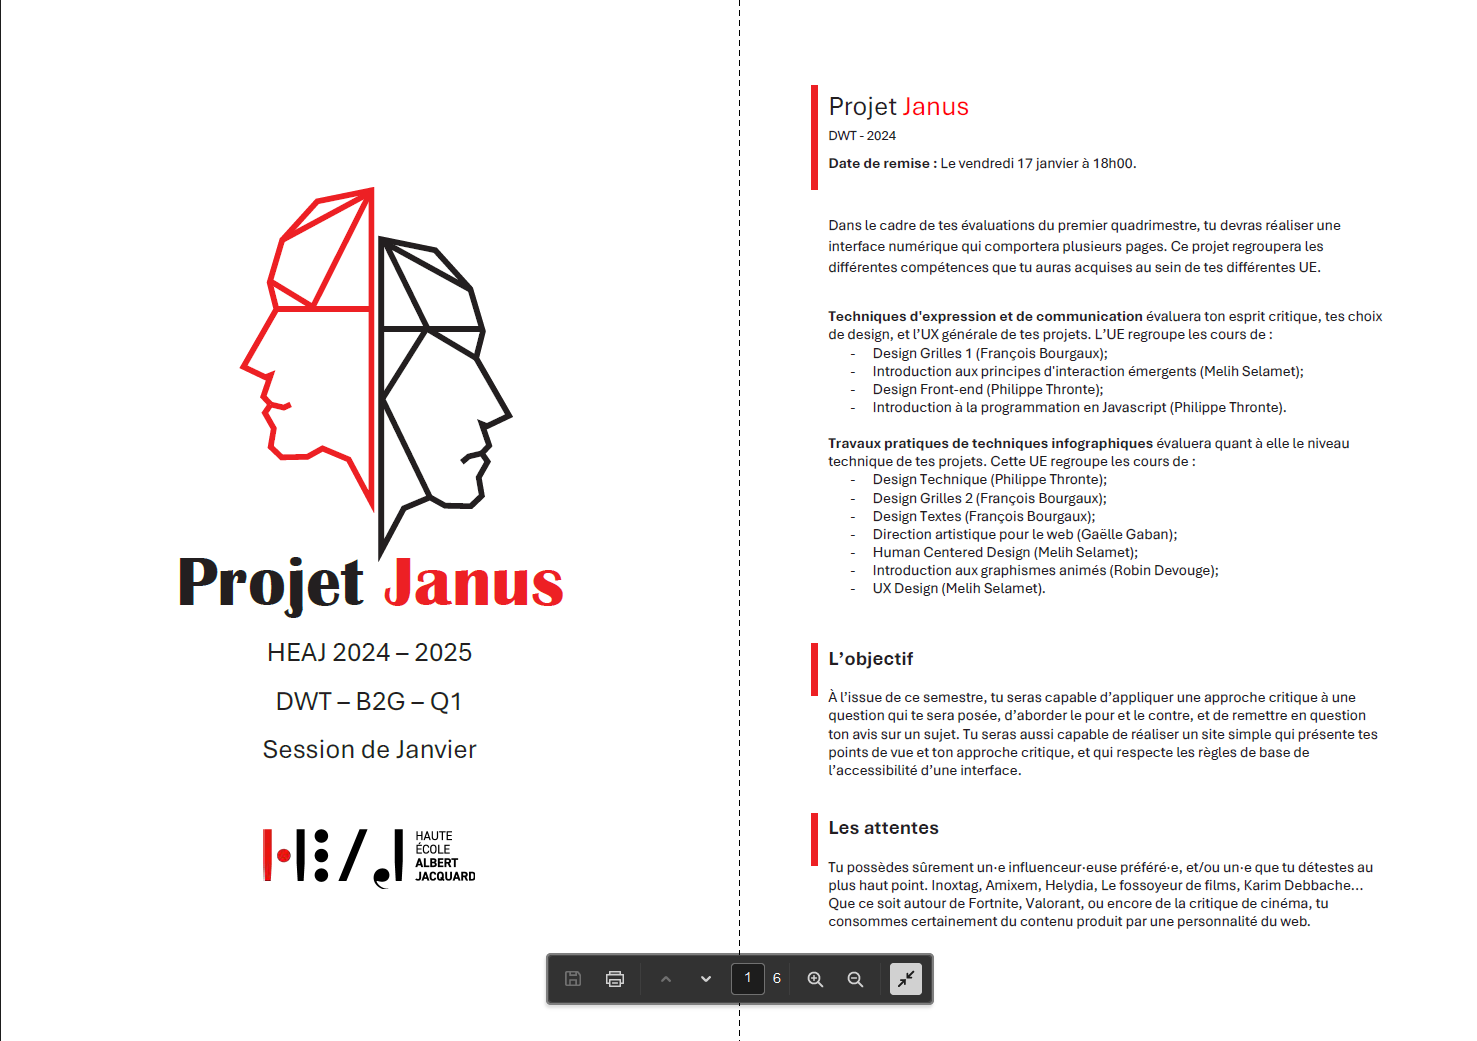 Projet Janus
HEAJ 2024 – 2025
DWT – B2G – Q1
Session de Janvier
HAUTE
ÉCOLE
ALBERT
JACQUARD
Projet Janus
DWT - 2024
Date de remise : Le vendredi 17 janvier à 18h00.
Dans le cadre de tes évaluations du premier quadrimestre, tu devras réaliser une
interface numérique qui comportera plusieurs pages. Ce projet regroupera les
différentes compétences que tu auras acquises au sein de tes différentes UE.
Techniques d'expression et de communication évaluera ton esprit critique, tes choix
de design, et l’UX générale de tes projets. L’UE regroupe les cours de :
- Design Grilles 1 (François Bourgaux);
- Introduction aux principes d'interaction émergents (Melih Selamet);
- Design Front-end (Philippe Thronte);
- Introduction à la programmation en Javascript (Philippe Thronte).
Travaux pratiques de techniques infographiques évaluera quant à elle le niveau
technique de tes projets. Cette UE regroupe les cours de :
- Design Technique (Philippe Thronte);
- Design Grilles 2 (François Bourgaux);
- Design Textes (François Bourgaux);
- Direction artistique pour le web (Gaëlle Gaban);
- Human Centered Design (Melih Selamet);
- Introduction aux graphismes animés (Robin Devouge);
- UX Design (Melih Selamet).
L’objectif
À l’issue de ce semestre, tu seras capable d’appliquer une approche critique à une
question qui te sera posée, d’aborder le pour et le contre, et de remettre en question
ton avis sur un sujet. Tu seras aussi capable de réaliser un site simple qui présente tes
points de vue et ton approche critique, et qui respecte les règles de base de
l’accessibilité d’une interface.
Les attentes
Tu possèdes sûrement un·e influenceur·euse préféré·e, et/ou un·e que tu détestes au
plus haut point. Inoxtag, Amixem, Helydia, Le fossoyeur de films, Karim Debbache…
Que ce soit autour de Fortnite, Valorant, ou encore de la critique de cinéma, tu
consommes certainement du contenu produit par une personnalité du web.
1 6